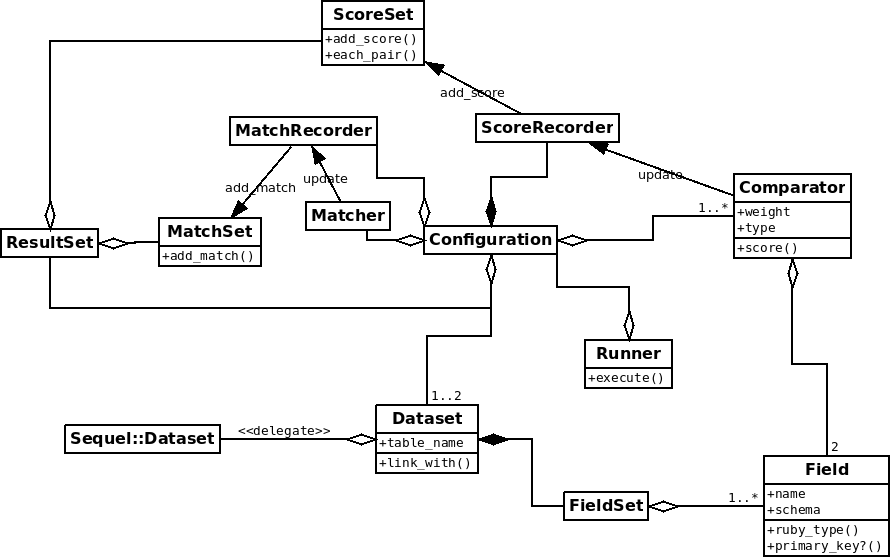 ScoreSet
+add_score()
+each_pair()
add_score
MatchRecorder
ScoreRecorder
update
add_match
update
Comparator
+weight
+type
+score()
1..*
Matcher
MatchSet
+add_match()
ResultSet
Configuration
Runner
+execute()
1..2
Dataset
+table_name
+link_with()
<<delegate>>
Sequel::Dataset
2
Field
+name
+schema
+ruby_type()
+primary_key?()
1..*
FieldSet